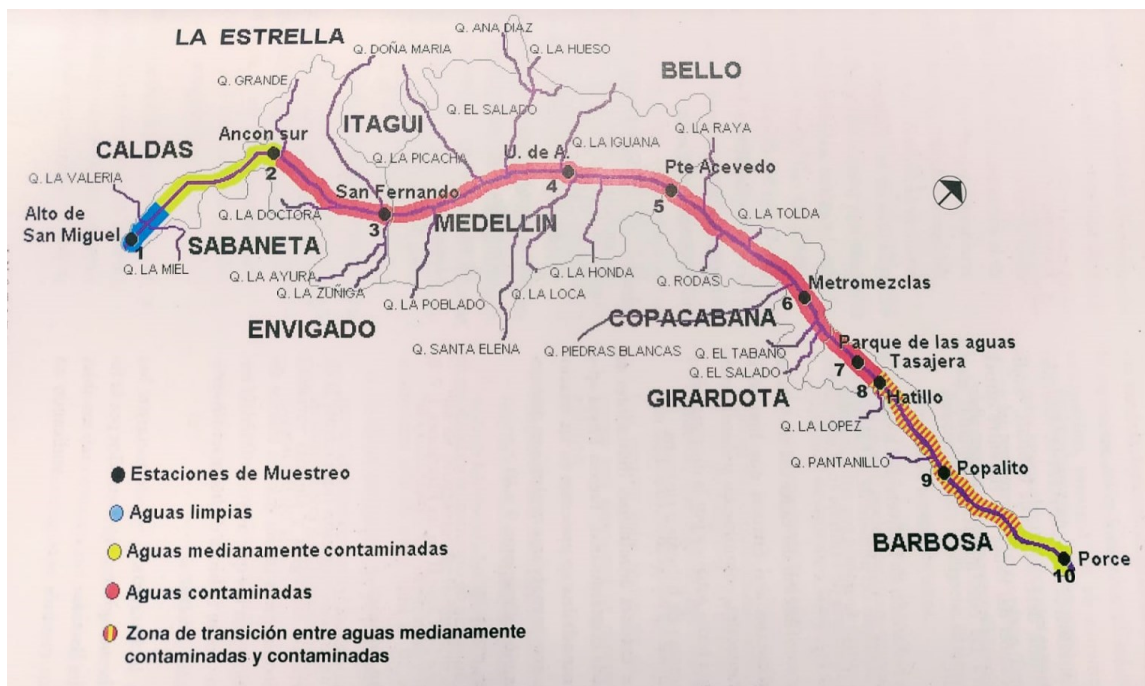 LA ESTRELLA
Q. ANA DIAZ
Q. DOÑA MARIA
Q. LA HUESO
BELLO
Q. GRANDE
Q. EL SALADO
ITAGUI
Q. LA RAYA
Ancon sur
CALDAS
Q. LA IGUANA
Q. LA PICACHA
U. de A.
Pte Acevedo
Q. LA VALERIA
2
4
San Fernando
5
Alto de
San Miguel
Q. LA DOCTORA
MEDELLIN
Q. LA TOLDA
3
1
SABANETA
Q. LA MIEL
Q. LA AYURA
Q. LA HONDA
Q. RODAS
Metromezclas
Q. LA ZUÑIGA
Q. LA LOCA
6
Q. LA POBLADO
COPACABANA
ENVIGADO
Q. SANTA ELENA
Q. PIEDRAS BLANCAS
Q. EL TABANO
Parque de las aguas
Tasajera
Q. EL SALADO
7
8
Hatillo
GIRARDOTA
Q. LA LOPEZ
Q. PANTANILLO
Popalito
9
BARBOSA
Porce
10
Estaciones de Muestreo
Aguas limpias
Aguas medianamente contaminadas
Aguas contaminadas
Zona de transición entre aguas medianamente
contaminadas y contaminadas